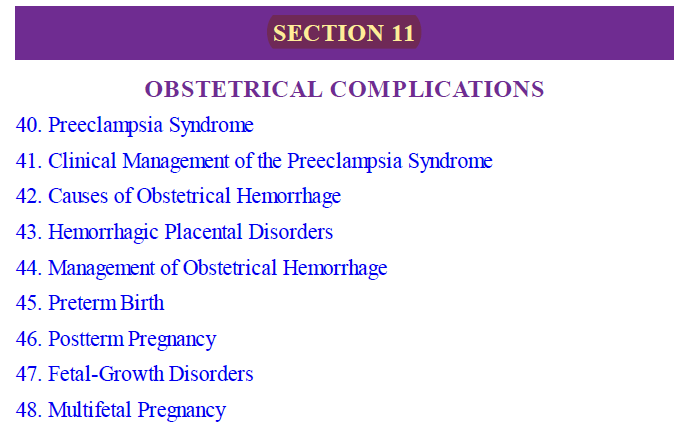 SECTION 11
OBSTETRICAL COMPLICATIONS
40. Preeclampsia Syndrome
41. Clinical Management of the Preeclampsia Syndrome
42. Causes of Obstetrical Hemorrhage
43. Hemorrhagic Placental Disorders
44. Management of Obstetrical Hemorrhage
45. Preterm Birth
46. Postterm Pregnancy
47. Fetal-Growth Disorders
48. Multifetal Pregnancy